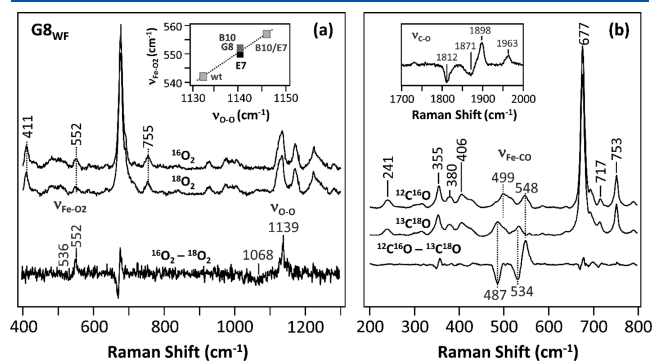 G8WF
(a)
560
550
540
νFe-O2 (cm-1)
B10
G8
E7
B10/E7
wt
1130
1140
1150
νO-O (cm-1)
411
552
755
16O2
18O2
νFe-O2
536
552
16O2 – 18O2
νO-O
1139
1068
400
600
800
1000
1200
Raman Shift (cm-1)
(b)
νC-O
1812
1871
1898
1963
1700
1800
1900
2000
Raman Shift (cm-1)
677
241
355
380
406
νFe-CO
499
548
717
753
12C16O
13C18O
12C16O – 13C18O
487
534
200
300
400
500
600
700
800
Raman Shift (cm-1)